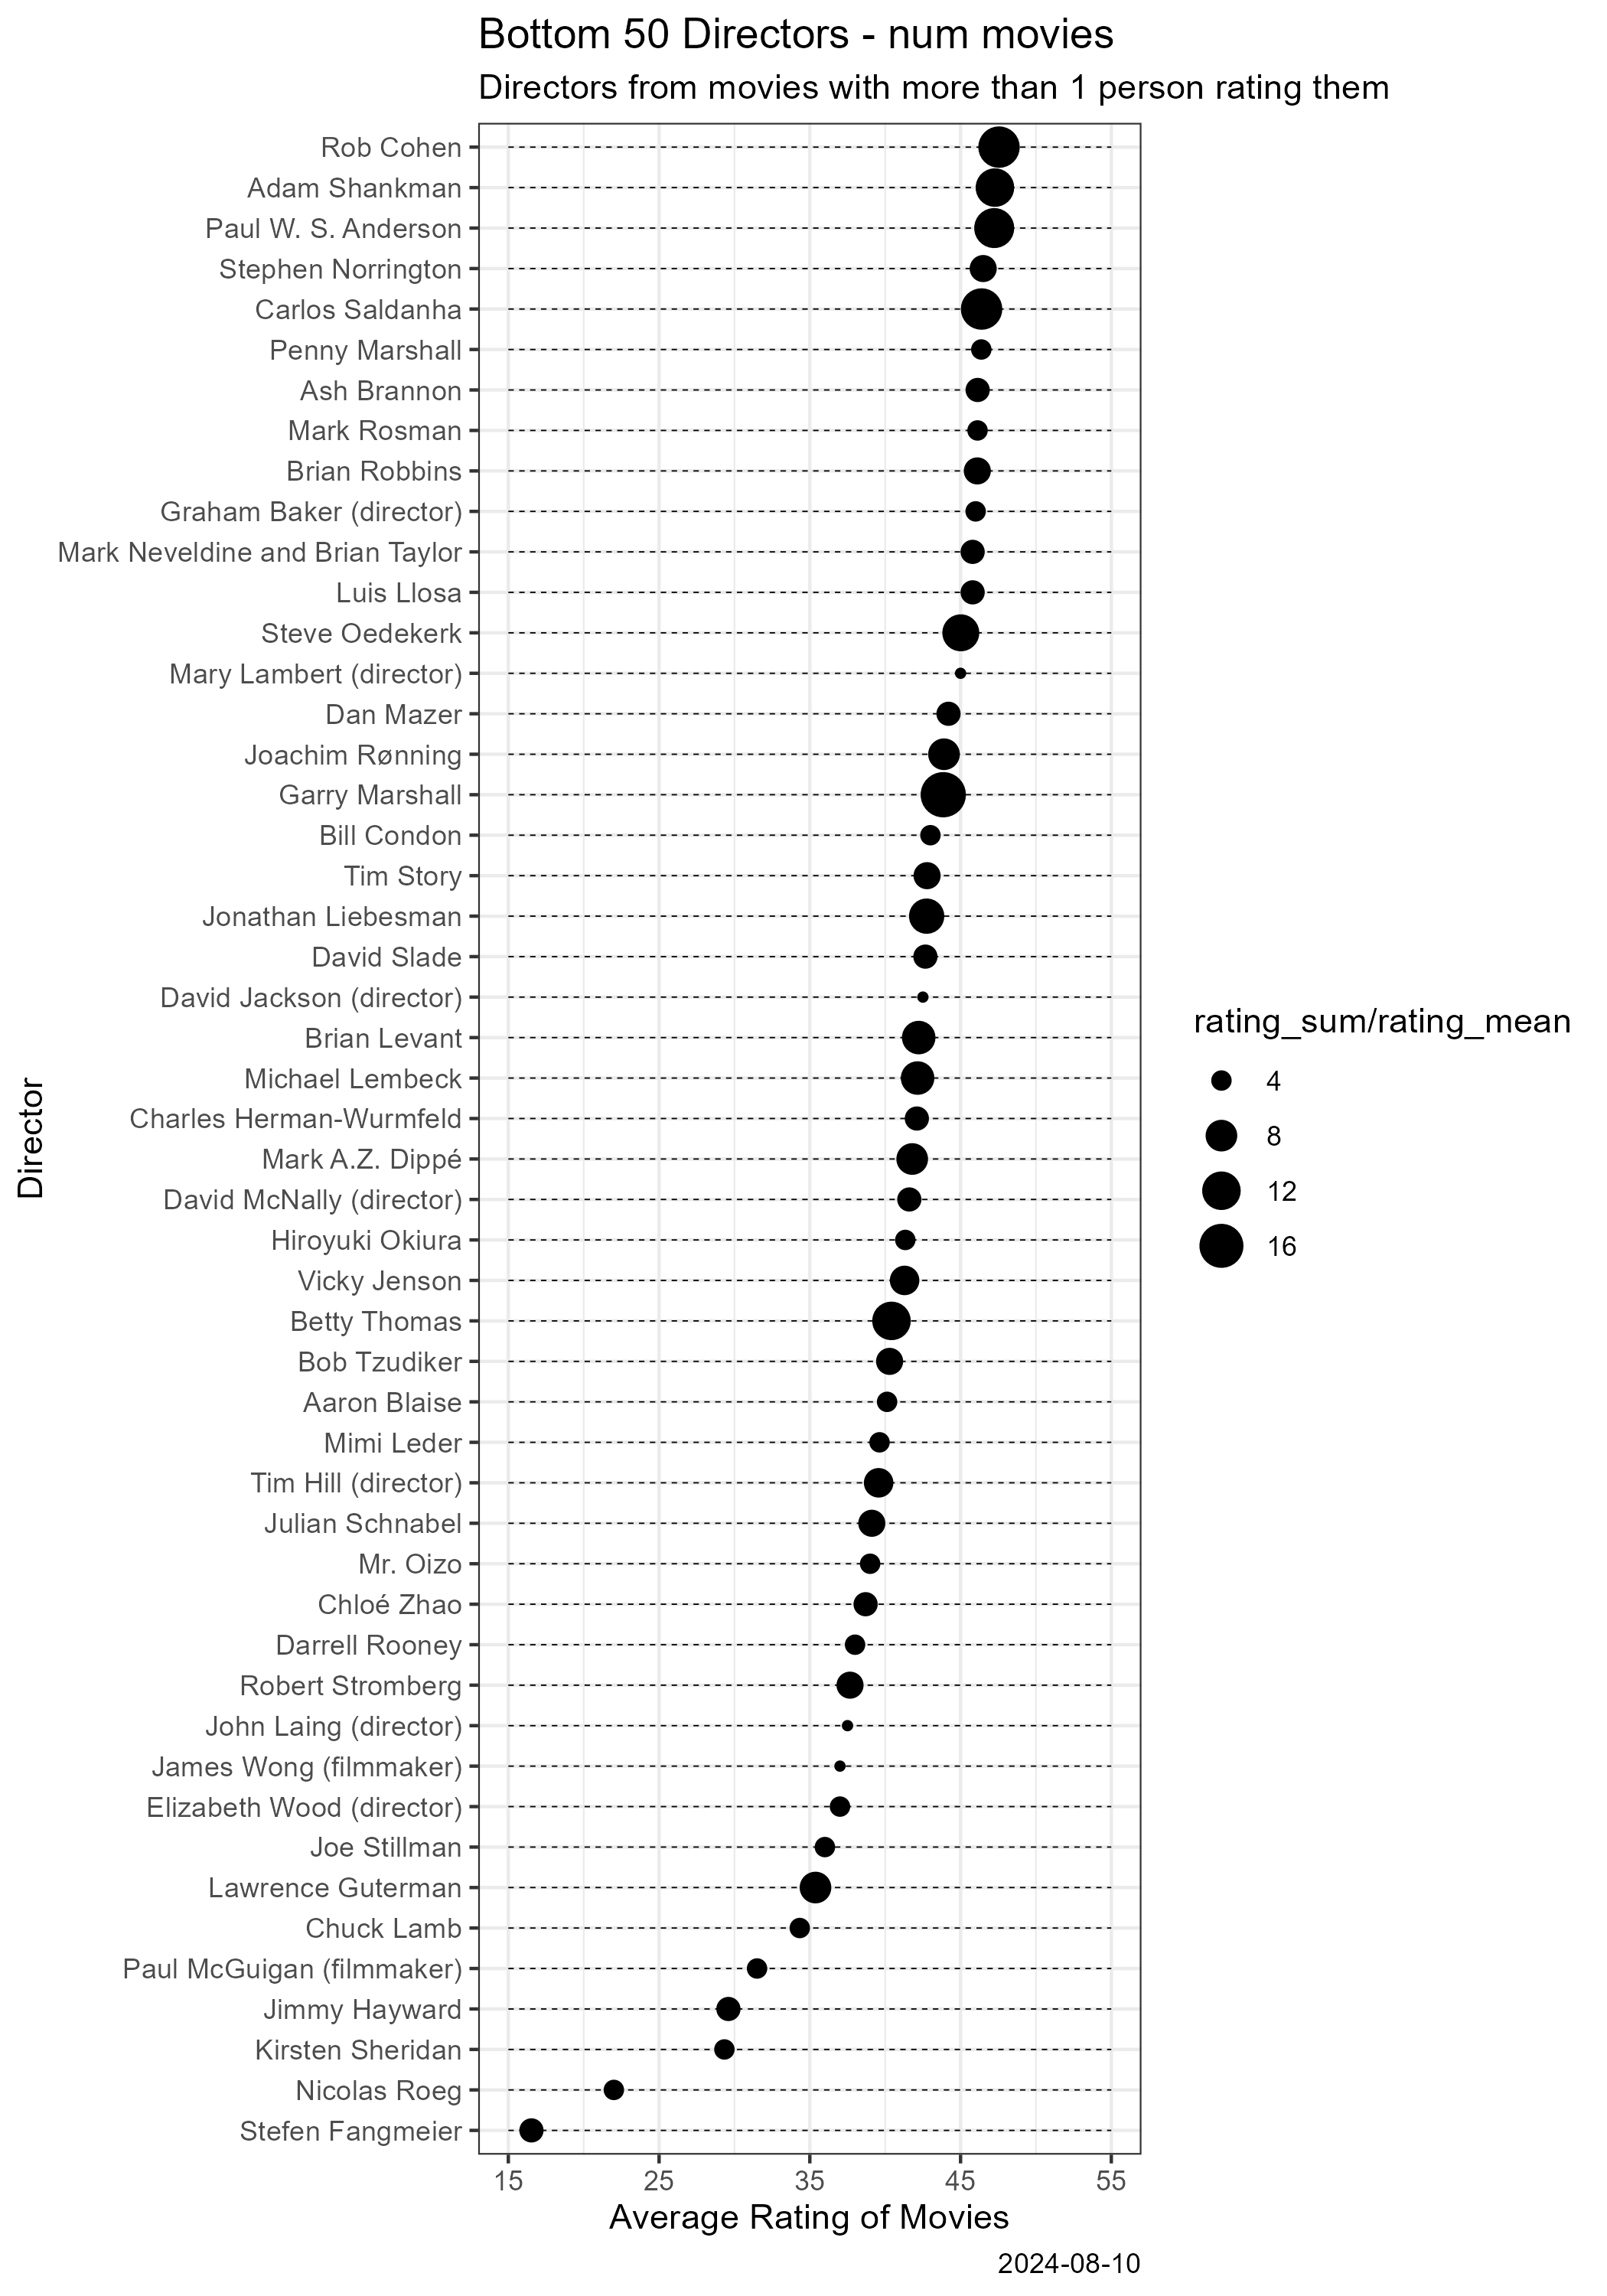 Bottom 50 Directors - num movies
Directors from movies with more than 1 person rating them
Rob Cohen
Adam Shankman
Paul W. S. Anderson
Stephen Norrington
Carlos Saldanha
Penny Marshall
Ash Brannon
Mark Rosman
Brian Robbins
Graham Baker (director)
Mark Neveldine and Brian Taylor
Luis Llosa
Steve Oedekerk
Mary Lambert (director)
Dan Mazer
Joachim Rønning
Garry Marshall
Bill Condon
Tim Story
Jonathan Liebesman
David Slade
David Jackson (director)
Brian Levant
Michael Lembeck
Charles Herman-Wurmfeld
Mark A.Z. Dippé
David McNally (director)
Hiroyuki Okiura
Vicky Jenson
Betty Thomas
Bob Tzudiker
Aaron Blaise
Mimi Leder
Tim Hill (director)
Julian Schnabel
Mr. Oizo
Chloé Zhao
Darrell Rooney
Robert Stromberg
John Laing (director)
James Wong (filmmaker)
Elizabeth Wood (director)
Joe Stillman
Lawrence Guterman
Chuck Lamb
Paul McGuigan (filmmaker)
Jimmy Hayward
Kirsten Sheridan
Nicolas Roeg
Stefen Fangmeier
Director
15 25 35 45 55
Average Rating of Movies
rating_sum/rating_mean
4
8
12
16
2024-08-10